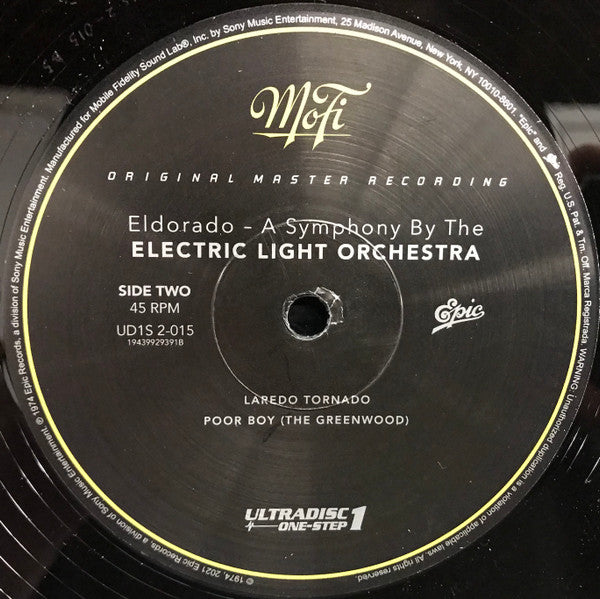 MoFi
ORIGINAL MASTER RECORDING
Eldorado – A Symphony By The
ELECTRIC LIGHT ORCHESTRA
SIDE TWO
45 RPM
UD1S 2-015
19439929391B
Epic
LAREDO TORNADO
POOR BOY (THE GREENWOOD)
ULTRADISC
ONE-STEP 1
℗ 1974 Epic Records, a division of Sony Music Entertainment. Manufactured for Mobile Fidelity Sound Lab®, Inc. by Sony Music Entertainment, 25 Madison Avenue, New York, NY 10010-8601. "Epic" and Reg. U.S. Pat. & Tm. Off. Marca Registrada. WARNING: Unauthorized duplication is a violation of applicable laws. All rights reserved.
© 1974, 2021 Epic Records, a division of Sony Music Entertainment